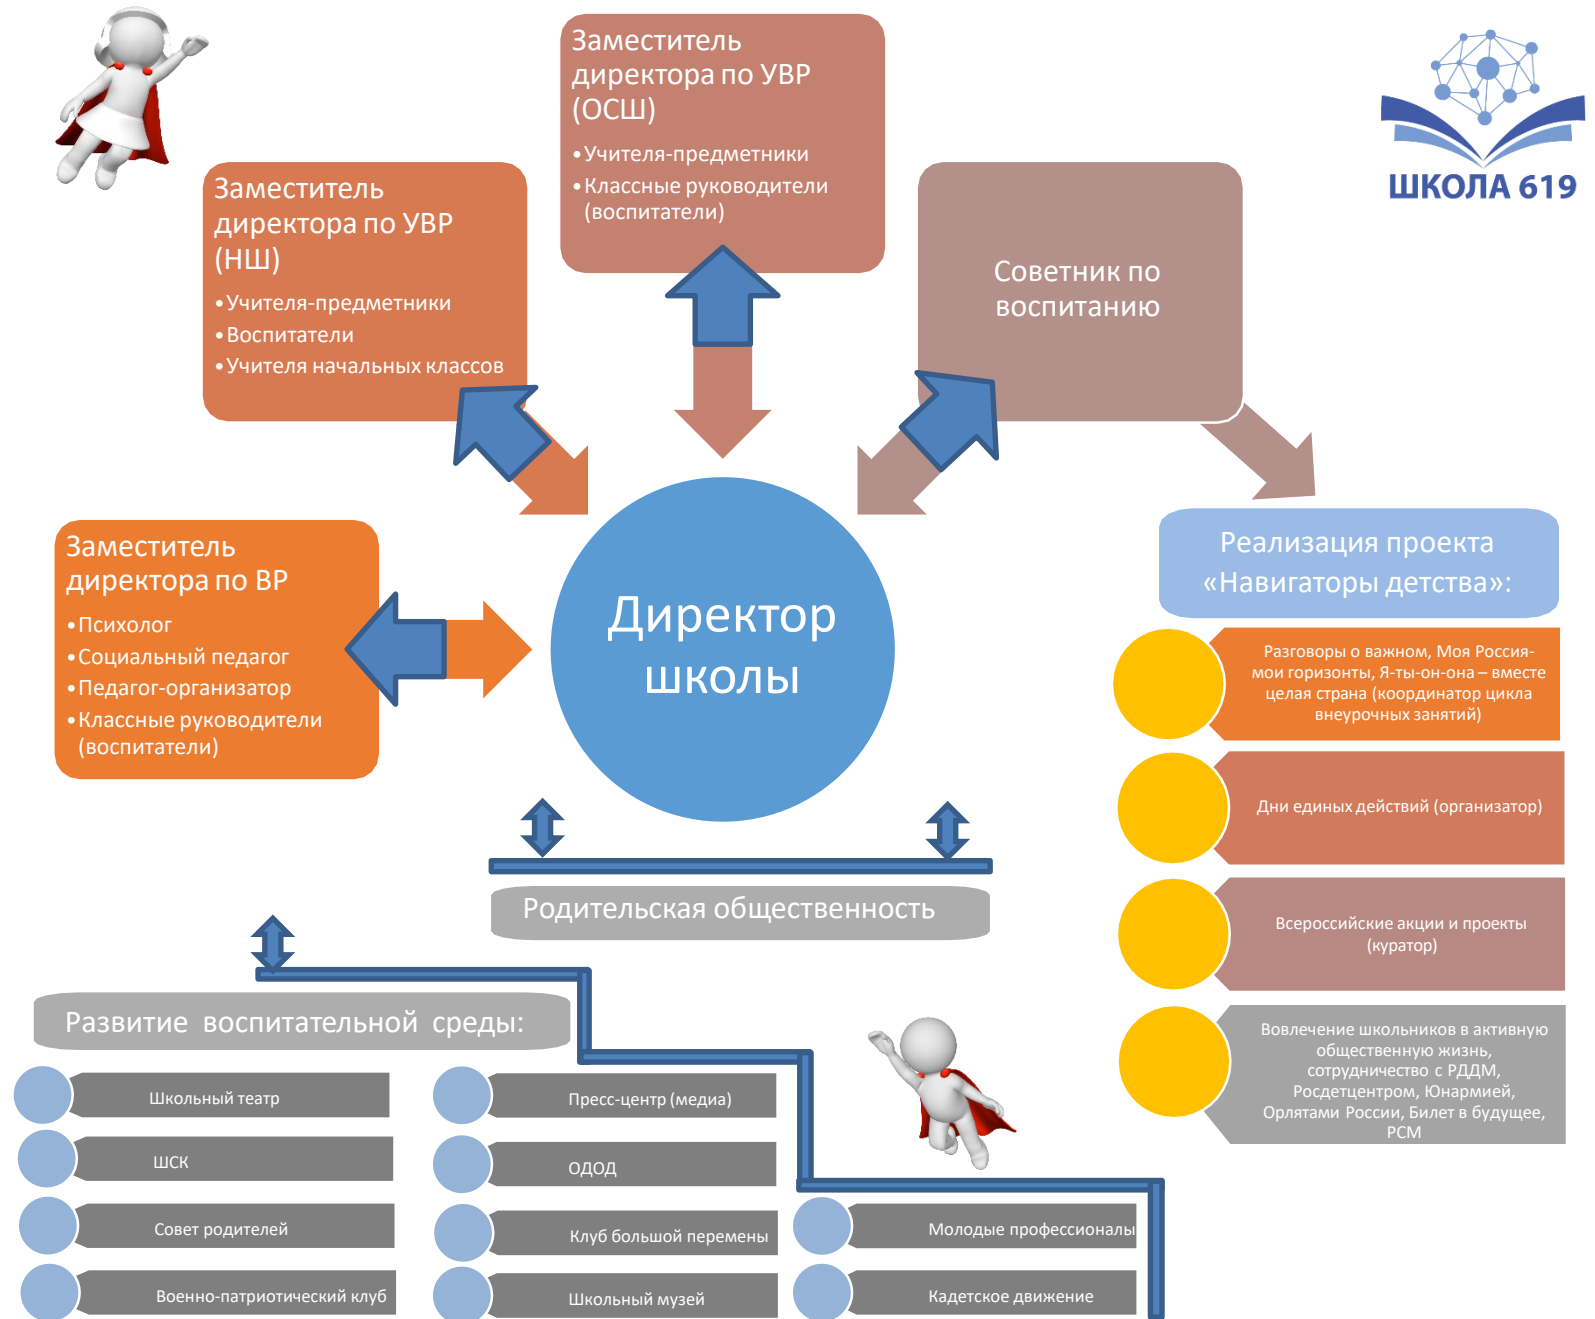 Заместитель
директора по УВР
(ОСШ)
•Учителя-предметники
•Классные руководители
(воспитатели)
ШКОЛА 619
Заместитель
директора по УВР
(НШ)
•Учителя-предметники
•Воспитатели
•Учителя начальных классов
Советник по
воспитанию
Заместитель
директора по ВР
•Психолог
•Социальный педагог
•Педагог-организатор
•Классные руководители
(воспитатели)
Директор
школы
Реализация проекта
«Навигаторы детства»:
Разговоры о важном, Моя Россия-
мои горизонты, Я-ты-он-она – вместе
целая страна (координатор цикла
внеурочных занятий)
Дни единых действий (организатор)
Всероссийские акции и проекты
(куратор)
Вовлечение школьников в активную
общественную жизнь,
сотрудничество с РДДМ,
Росдетцентром, Юнармией,
Орлятами России, Билет в будущее,
РСМ
Родительская общественность
Развитие воспитательной среды:
Школьный театр
ШСК
Совет родителей
Военно-патриотический клуб
Пресс-центр (медиа)
ОДОД
Клуб большой перемены
Школьный музей
Молодые профессионалы
Кадетское движение